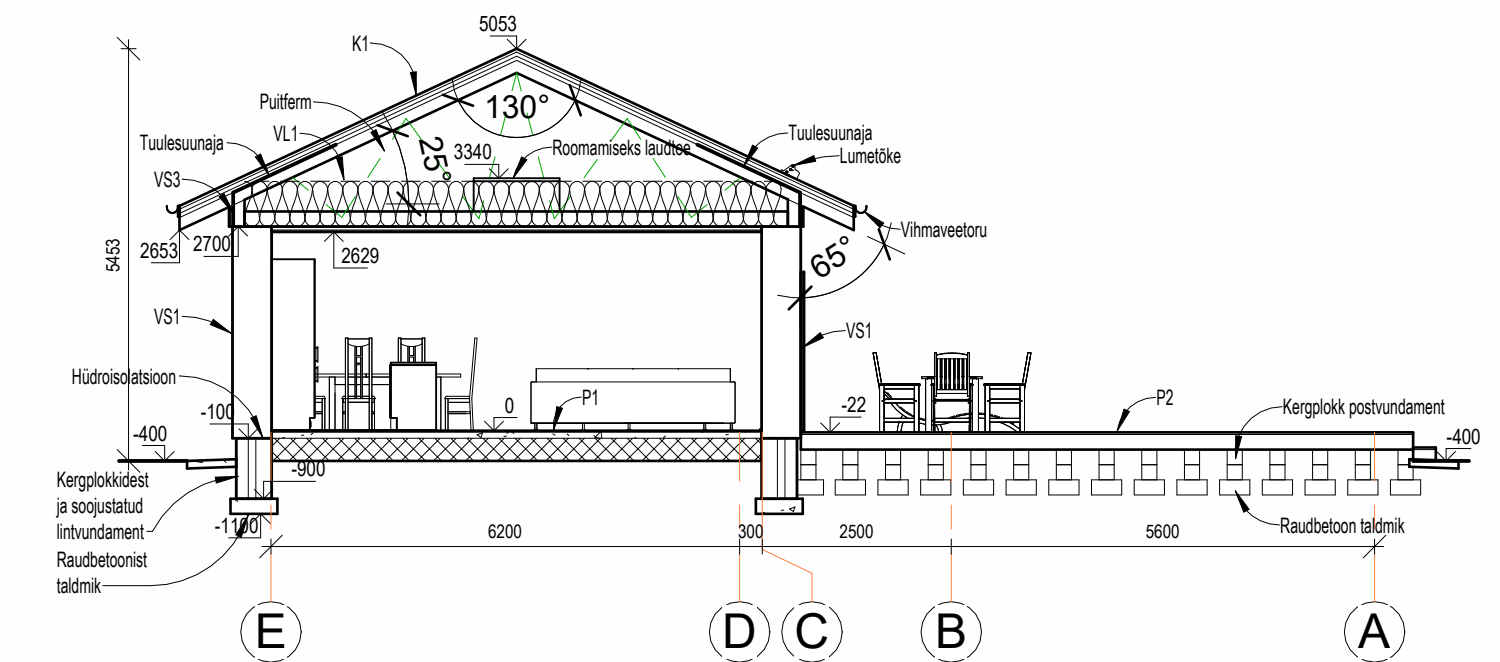 5053
K1
130°
Puitferm
VL1
Tuulesuunaja
25°
3340
Roomamiseks laudtee
Tuulesuunaja
Lumetõke
VS3
Vihmaveetoru
2653
2700
2629
5453
65°
VS1
VS1
Hüdroisolatsioon
-100
0
P1
-22
P2
Kergplokk postvundament
-400
-400
-900
Kergplokkidest
ja soojustatud
lintvundament
-1100
Raudbetoon taldmik
Raudbetoonist
taldmik
6200
300
2500
5600
E
D
C
B
A